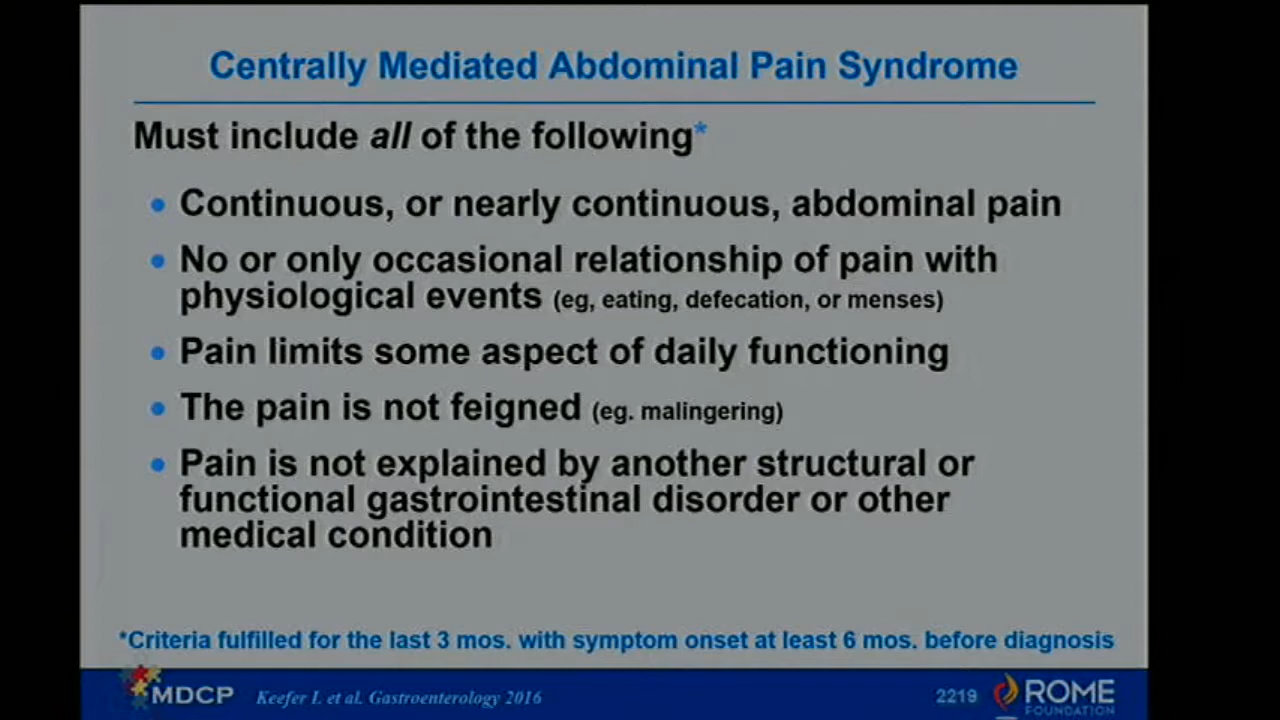 Centrally Mediated Abdominal Pain Syndrome
Must include all of the following*
• Continuous, or nearly continuous, abdominal pain
• No or only occasional relationship of pain with
physiological events (eg, eating, defecation, or menses)
• Pain limits some aspect of daily functioning
• The pain is not feigned (eg. malingering)
• Pain is not explained by another structural or
functional gastrointestinal disorder or other
medical condition
*Criteria fulfilled for the last 3 mos. with symptom onset at least 6 mos. before diagnosis
MDCP
Keefer L et al. Gastroenterology 2016
2219
ROME
FOUNDATION